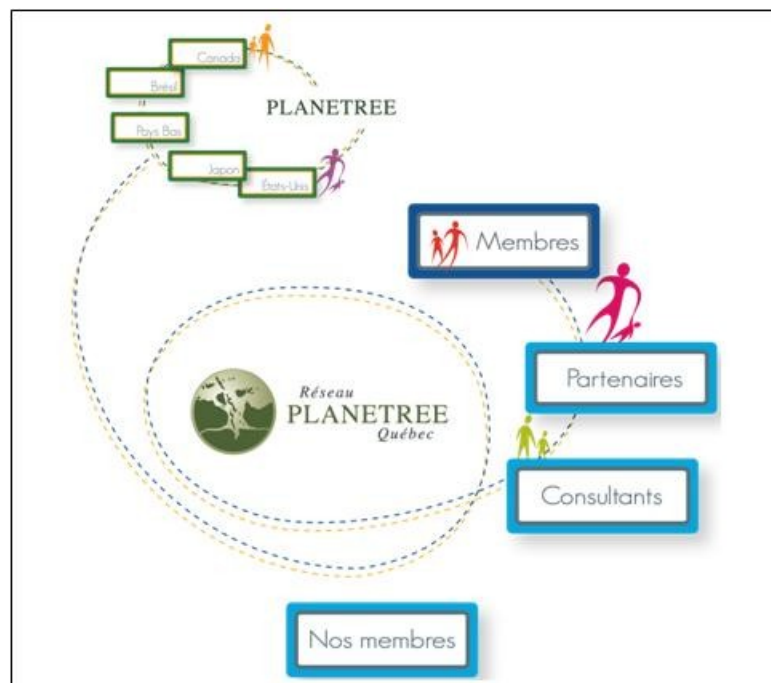 Canada
Brésil
PLANETREE
Pays Bas
Japon
États-Unis
Membres
Partenaires
Réseau
PLANETREE
Québec
Consultants
Nos membres